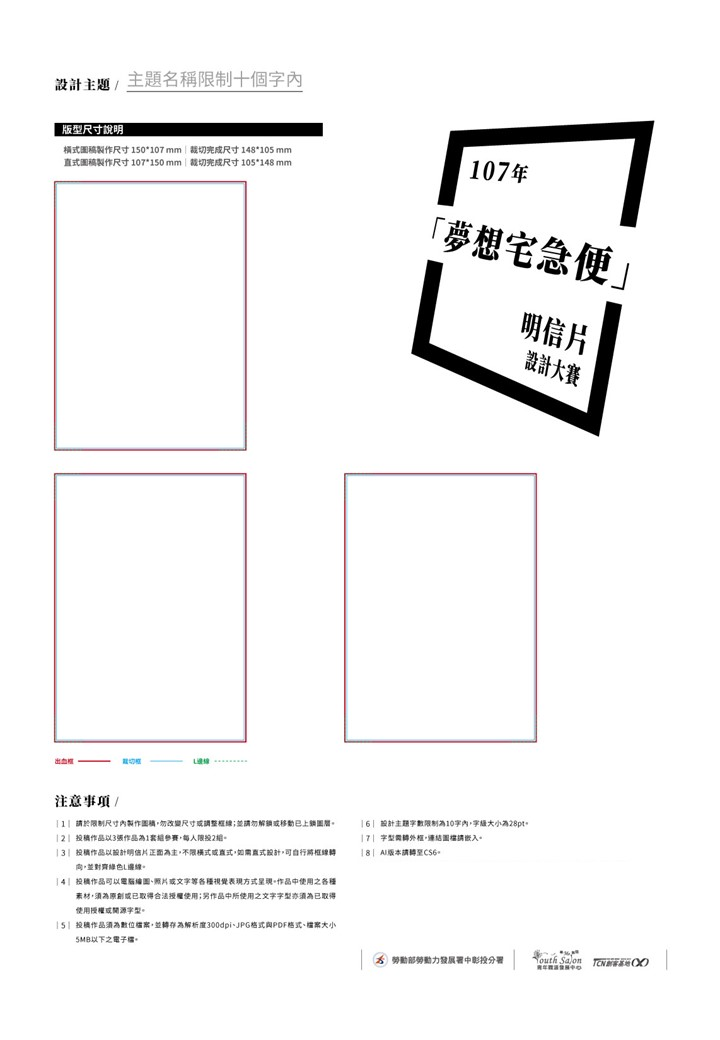 設計主題 / 主題名稱限制十個字內
版型尺寸說明
橫式圖稿製作尺寸 150*107 mm｜裁切完成尺寸 148*105 mm
直式圖稿製作尺寸 107*150 mm｜裁切完成尺寸 105*148 mm
107年
「夢想宅急便」
明信片
設計大賽
出血框
裁切框
L邊線
注意事項 /
｜1｜ 請於限制尺寸內製作圖稿，勿改變尺寸或調整框線；並請勿解鎖或移動已上鎖圖層。
｜2｜ 投稿作品以3張作品為1套組參賽，每人限投2組。
｜3｜ 投稿作品以設計明信片正面為主，不限橫式或直式，如需直式設計，可自行將框線轉
向，並對齊綠色L邊線。
｜4｜ 投稿作品可以電腦繪圖、照片或文字等各種視覺表現方式呈現，作品中使用之各種
素材，須為原創或已取得合法授權使用；另作品中所使用之文字字型亦須為已取得
使用授權或開源字型。
｜5｜ 投稿作品須為數位檔案，並轉存為解析度300dpi、JPG格式與PDF格式、檔案大小
5MB以下之電子檔。
｜6｜ 設計主題字數限制為10字內，字級大小為28pt。
｜7｜ 字型需轉外框，連結圖檔請嵌入。
｜8｜ AI版本請轉至CS6。
勞動部勞動力發展署中彰投分署
Youth Salon
青年職涯發展中心
TCN創客基地